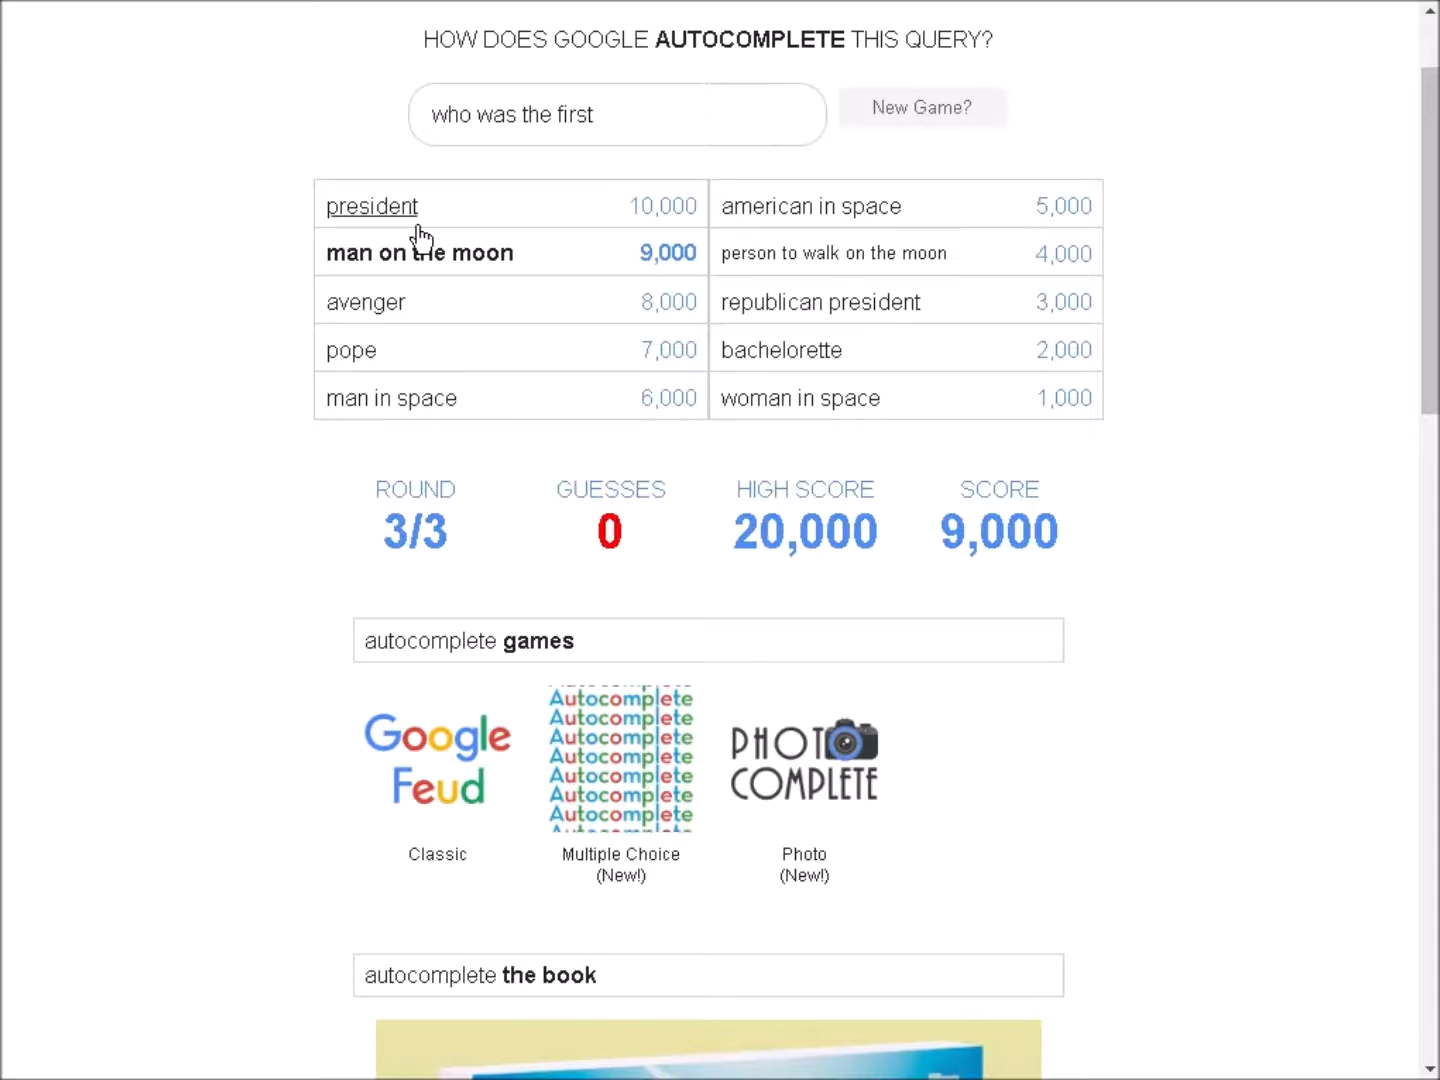 HOW DOES GOOGLE AUTOCOMPLETE THIS QUERY?
who was the first
New Game?
president 10,000
man on the moon 9,000
avenger 8,000
pope 7,000
man in space 6,000
american in space 5,000
person to walk on the moon 4,000
republican president 3,000
bachelorette 2,000
woman in space 1,000
ROUND GUESSES HIGH SCORE SCORE
3/3 0 20,000 9,000
autocomplete games
Google
Feud
Autocomplete
Autocomplete
Autocomplete
Autocomplete
Autocomplete
Autocomplete
Autocomplete
PHOTO
COMPLETE
Classic
Multiple Choice
(New!)
Photo
(New!)
autocomplete the book